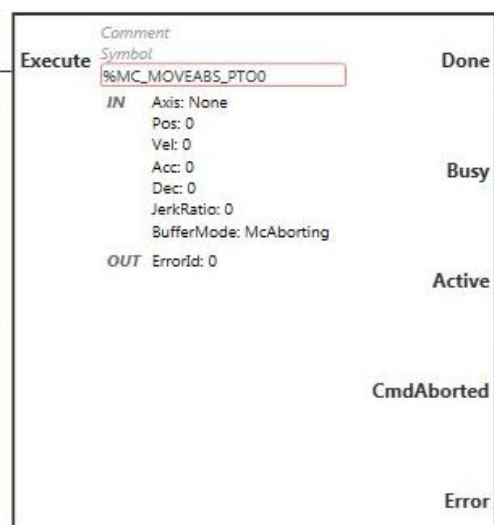 Comment
Execute Symbol Done
%MC_MOVEABS_PTO0
IN Axis: None
Pos: 0
Vel: 0
Busy
Acc: 0
Dec: 0
JerkRatio: 0
BufferMode: McAborting
OUT ErrorId: 0
Active
CmdAborted
Error